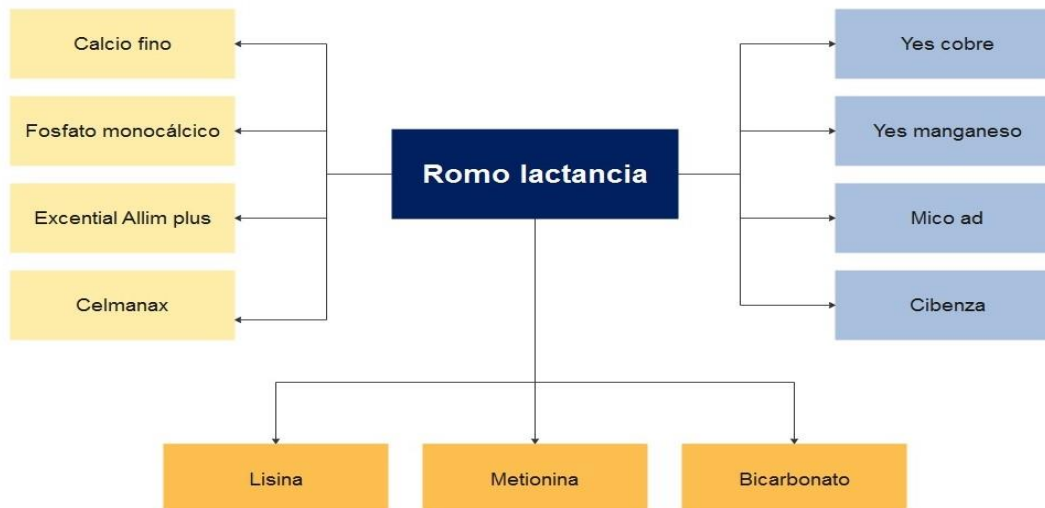 Calcio fino
Fosfato monocálcico
Excential Allim plus
Celmanax
Romo lactancia
Yes cobre
Yes manganeso
Mico ad
Cibenza
Lisina
Metionina
Bicarbonato